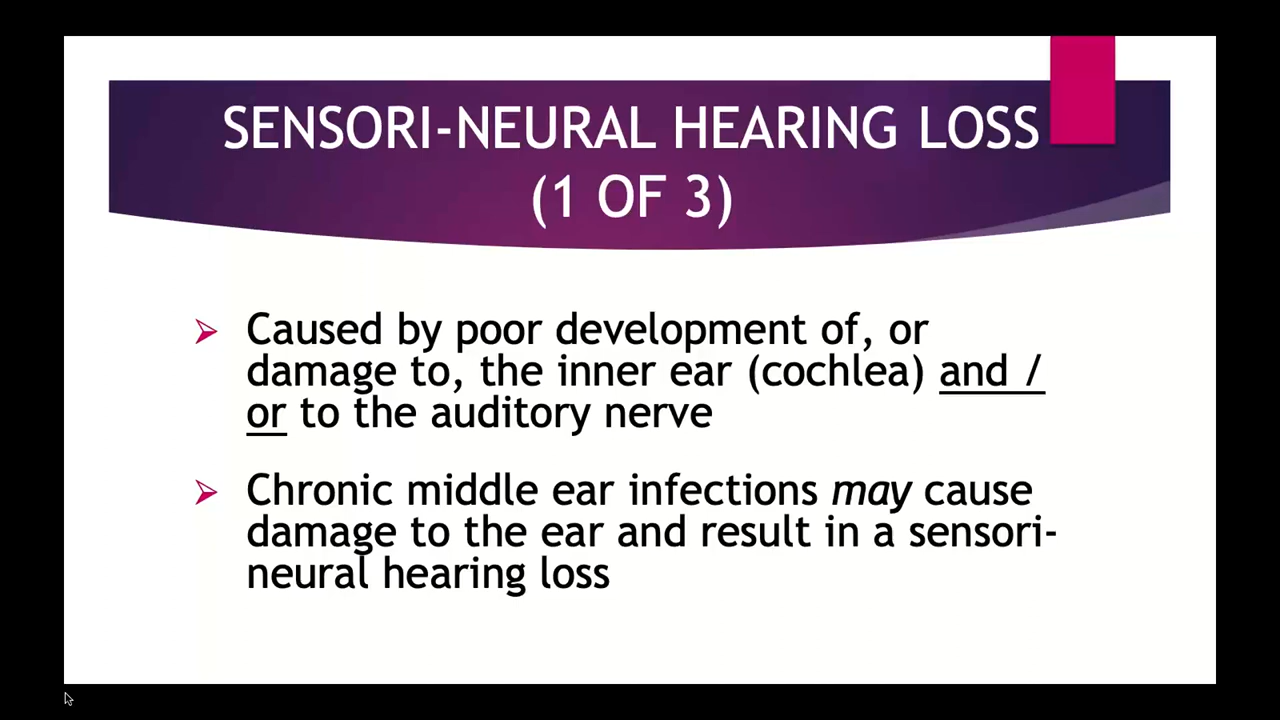 SENSORI-NEURAL HEARING LOSS
(1 OF 3)
Caused by poor development of, or
damage to, the inner ear (cochlea) and /
or to the auditory nerve
Chronic middle ear infections may cause
damage to the ear and result in a sensori-
neural hearing loss